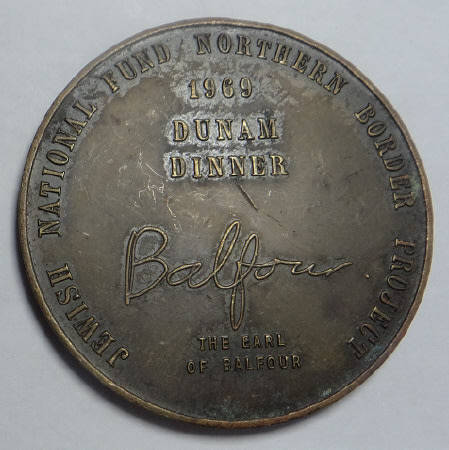 JEWISH NATIONAL FUND NORTHERN BORDER PROJECT
1969
DUNAM
DINNER
Balfour
THE EARL
OF BALFOUR